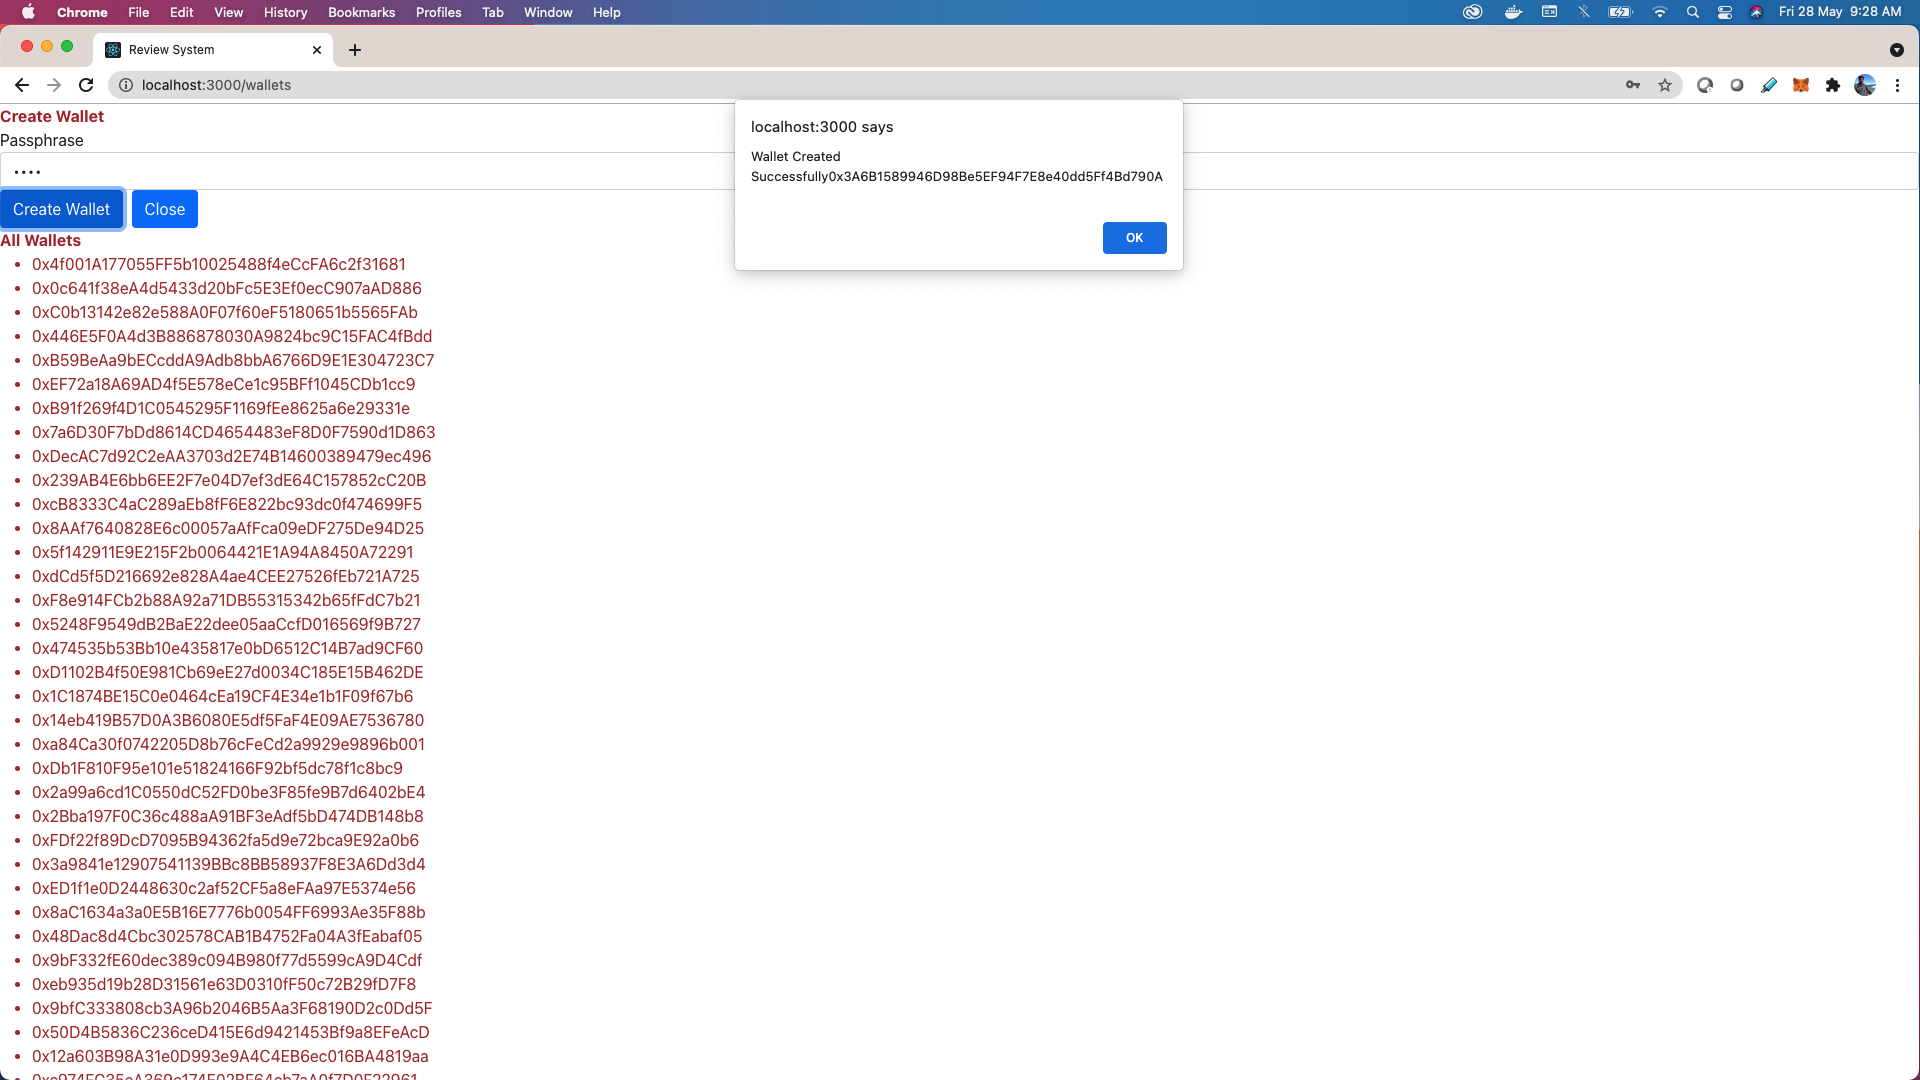 Chrome File Edit View History Bookmarks Profiles Tab Window Help Fri 28 May 9:28 AM
Review System
localhost:3000/wallets
Create Wallet
Passphrase
••••
Create Wallet Close
localhost:3000 says
Wallet Created
Successfully0x3A6B1589946D98Be5EF94F7E8e40dd5Ff4Bd790A
OK
All Wallets
• 0x4f001A177055FF5b10025488f4eCcFA6c2f31681
• 0x0c641f38eA4d5433d20bFc5E3Ef0ecC907aAD886
• 0xC0b13142e82e588A0F07f60eF5180651b5565FAb
• 0x446E5F0A4d3B886878030A9824bc9C15FAC4fBdd
• 0xB59BeAa9bECcddA9Adb8bbA6766D9E1E304723C7
• 0xEF72a18A69AD4f5E578eCe1c95BFf1045CDb1cc9
• 0xB91f269f4D1C0545295F1169fEe8625a6e29331e
• 0x7a6D30F7bDd8614CD4654483eF8D0F7590d1D863
• 0xDecAC7d92C2eAA3703d2E74B14600389479ec496
• 0x239AB4E6bb6EE2F7e04D7ef3dE64C157852cC20B
• 0xcB8333C4aC289aEb8fF6E822bc93dc0f474699F5
• 0x8AAf7640828E6c00057aAfFca09eDF275De94D25
• 0x5f142911E9E215F2b0064421E1A94A8450A72291
• 0xdCd5f5D216692e828A4ae4CEE27526fEb721A725
• 0xF8e914FCb2b88A92a71DB55315342b65fFdC7b21
• 0x5248F9549dB2BaE22dee05aaCcfD016569f9B727
• 0x474535b53Bb10e435817e0bD6512C14B7ad9CF60
• 0xD1102B4f50E981Cb69eE27d0034C185E15B462DE
• 0x1C1874BE15C0e0464cEa19CF4E34e1b1F09f67b6
• 0x14eb419B57D0A3B6080E5df5FaF4E09AE7536780
• 0xa84Ca30f0742205D8b76cFeCd2a9929e9896b001
• 0xDb1F810F95e101e51824166F92bf5dc78f1c8bc9
• 0x2a99a6cd1C0550dC52FD0be3F85fe9B7d6402bE4
• 0x2Bba197F0C36c488aA91BF3eAdf5bD474DB148b8
• 0xFDf22f89DcD7095B94362fa5d9e72bca9E92a0b6
• 0x3a9841e12907541139BBc8BB58937F8E3A6Dd3d4
• 0xED1f1e0D2448630c2af52CF5a8eFAa97E5374e56
• 0x8aC1634a3a0E5B16E7776b0054FF6993Ae35F88b
• 0x48Dac8d4Cbc302578CAB1B4752Fa04A3fEabaf05
• 0x9bF332fE60dec389c094B980f77d5599cA9D4Cdf
• 0xeb935d19b28D31561e63D0310fF50c72B29fD7F8
• 0x9bfC333808cb3A96b2046B5Aa3F68190D2c0Dd5F
• 0x50D4B5836C236ceD415E6d9421453Bf9a8EFeAcD
• 0x12a603B98A31e0D993e9A4C4EB6ec016BA4819aa